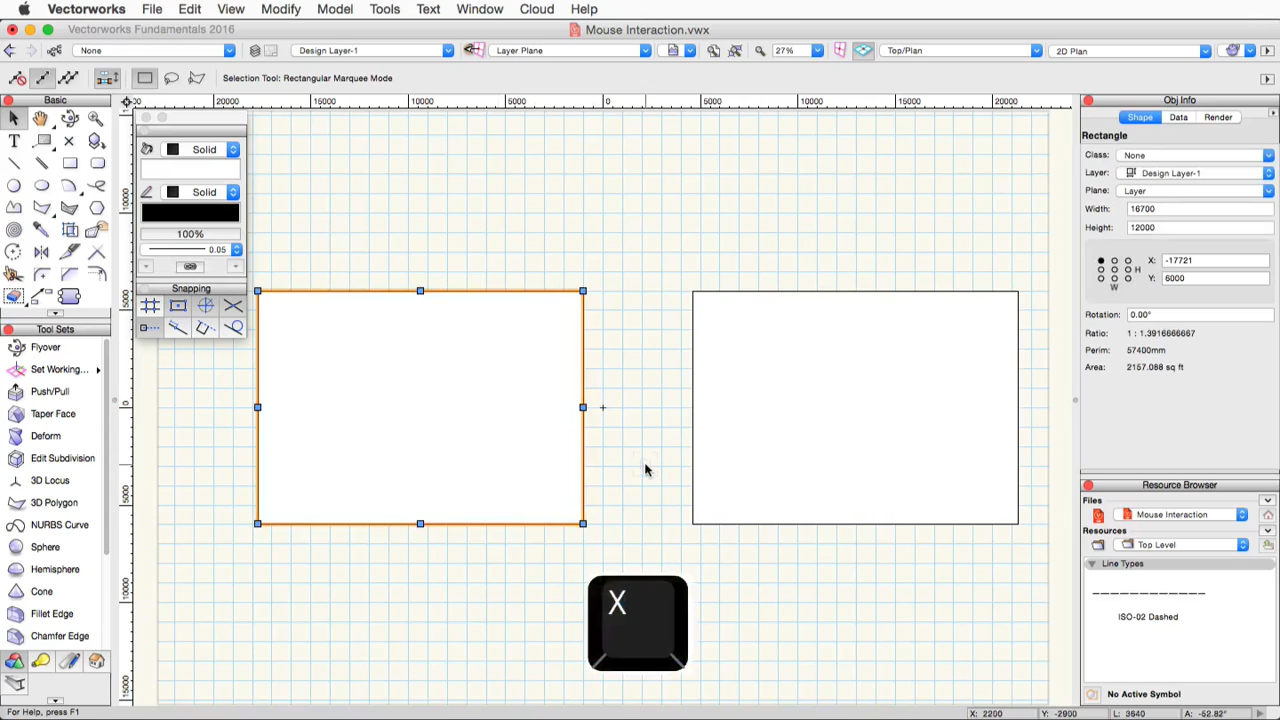 Vectorworks File Edit View Modify Model Tools Text Window Cloud Help
Vectorworks Fundamentals 2016
Mouse Interaction.vwx
None
Design Layer-1
Layer Plane
27%
Top/Plan
2D Plan
Selection Tool: Rectangular Marquee Mode
Basic
20000 15000 10000 5000 0 5000 10000 15000 20000
Solid
Solid
100%
0.05
Snapping
Tool Sets
Flyover
Set Working...
Push/Pull
Taper Face
Deform
Edit Subdivision
3D Locus
3D Polygon
NURBS Curve
Sphere
Hemisphere
Cone
Fillet Edge
Chamfer Edge
For Help, press F1
10000
5000
0
5000
10000
15000
X
Obj Info
Shape Data Render
Rectangle
Class: None
Layer: Design Layer-1
Plane: Layer
Width: 16700
Height: 12000
X: -17721
H
Y: 6000
W
Rotation: 0.00°
Ratio: 1 : 1.3916666667
Perim: 57400mm
Area: 2157.088 sq ft
Resource Browser
Files
Mouse Interaction
Resources
Top Level
Line Types
ISO-02 Dashed
No Active Symbol
X: 2200 Y: -2900 L: 3640 A: -52.82°